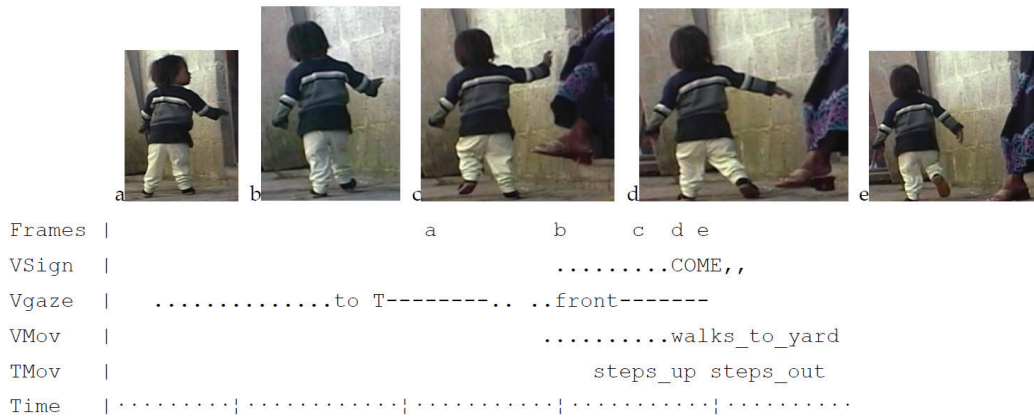 a b c d e
Frames | a b c d e
VSign | ..........COME,,
Vgaze | ...............to T--------.. ..front-------
VMov | ...........walks_to_yard
TMov | steps_up steps_out
Time |·········¦············¦···········¦···········¦··········